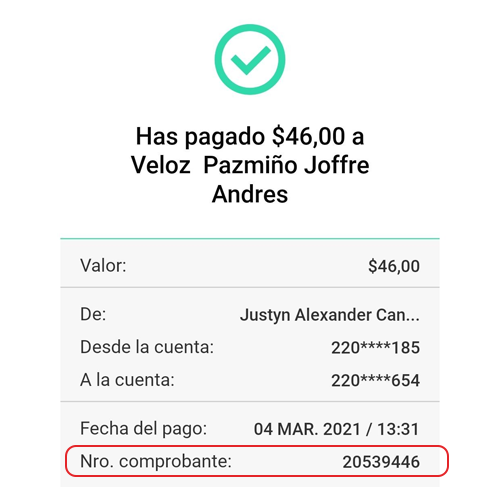 Has pagado $46,00 a
Veloz  Pazmiño Joffre
Andres
Valor: $46,00
De: Justyn Alexander Can...
Desde la cuenta: 220****185
A la cuenta: 220****654
Fecha del pago: 04 MAR. 2021 / 13:31
Nro. comprobante: 20539446